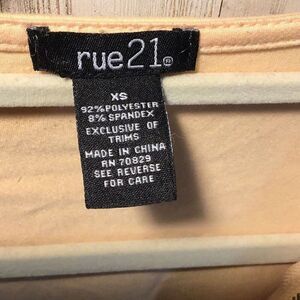 rue21®
XS
92% POLYESTER
8% SPANDEX
EXCLUSIVE OF
TRIMS
MADE IN CHINA
RN 70829
SEE REVERSE
FOR CARE